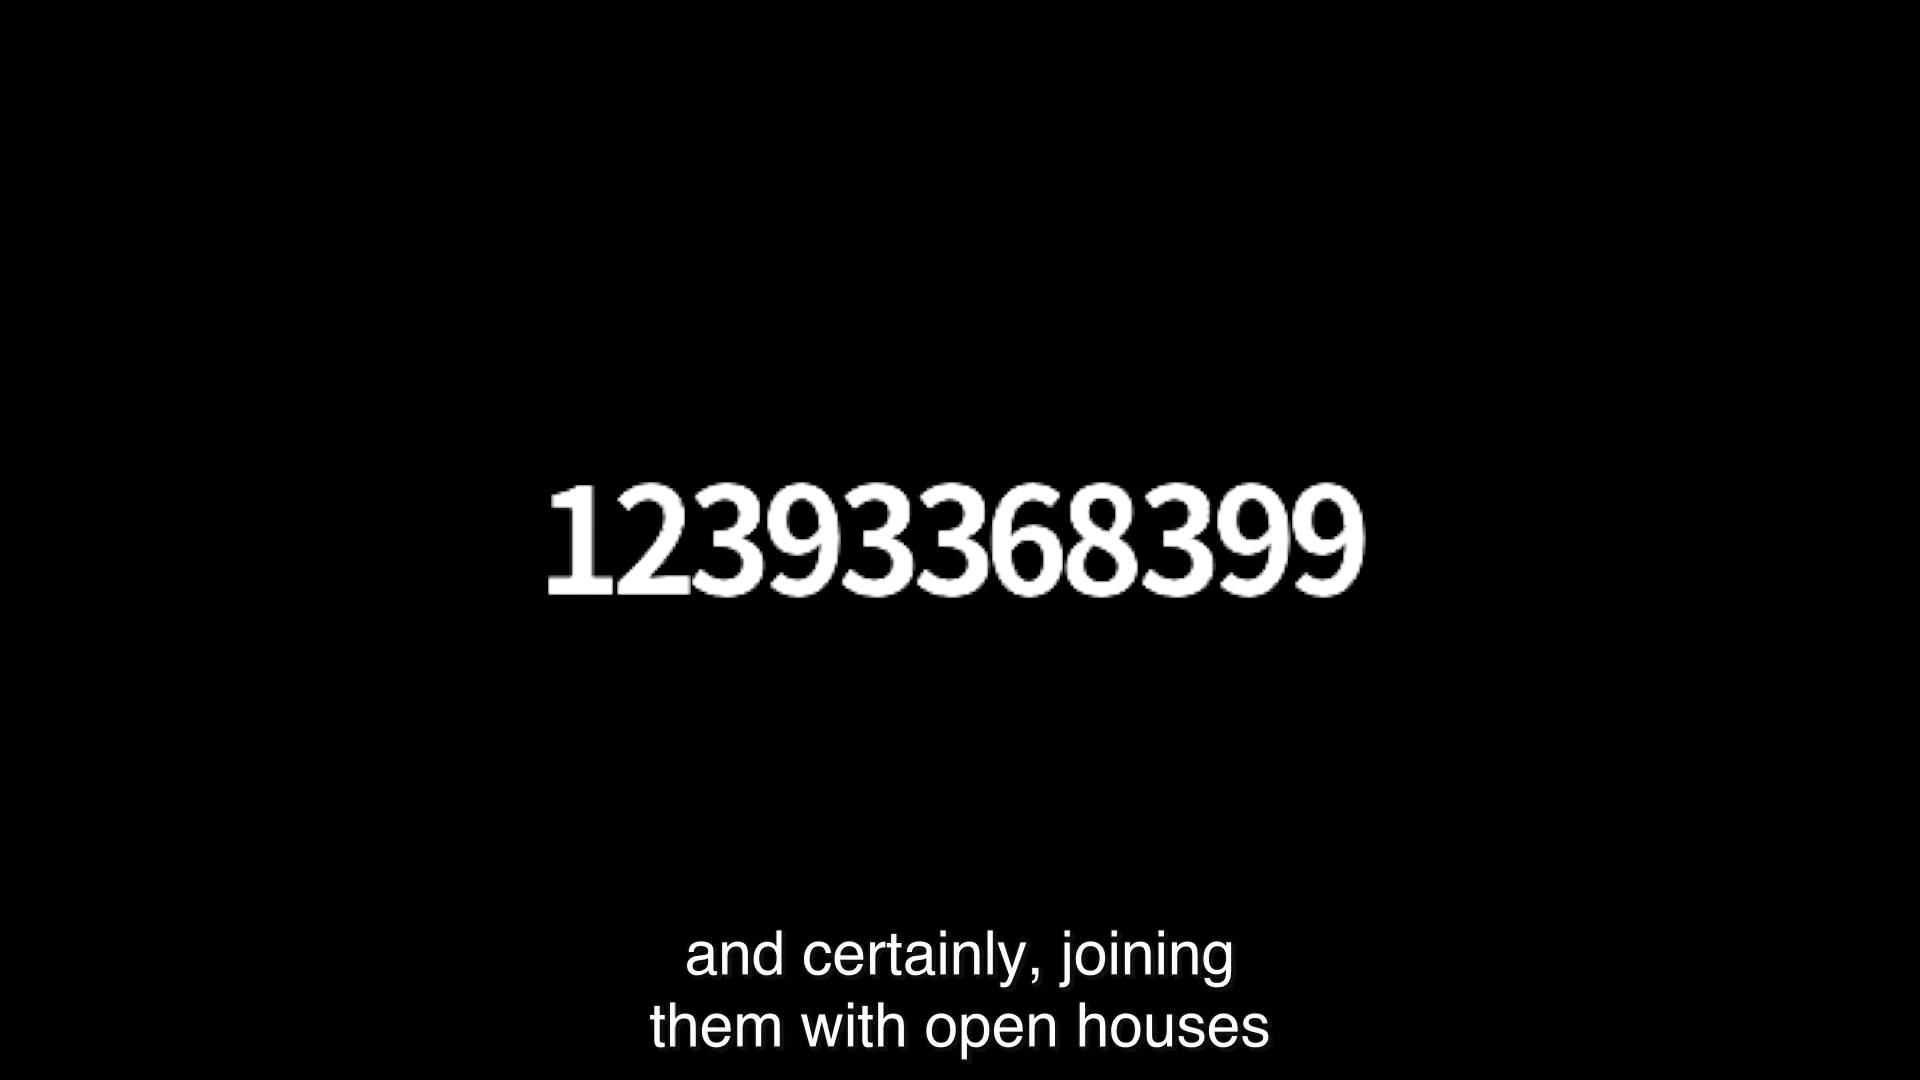 12393368399
and certainly, joining
them with open houses